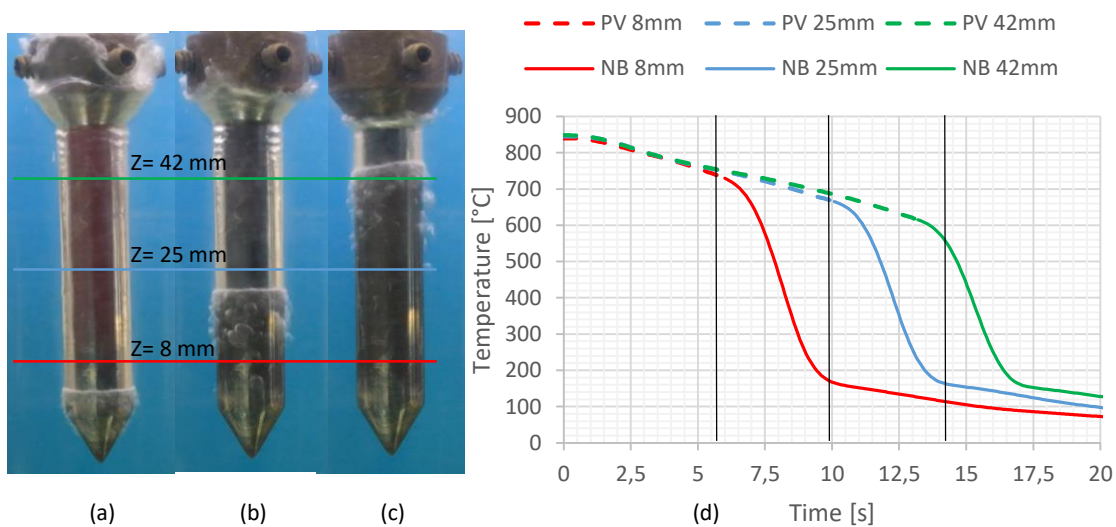 PV 8mm PV 25mm PV 42mm
NB 8mm NB 25mm NB 42mm
Z= 42 mm
Z= 25 mm
Z= 8 mm
Temperature [°C]
900
800
700
600
500
400
300
200
100
0
0 2,5 5 7,5 10 12,5 15 17,5 20
Time [s]
(a) (b) (c) (d)